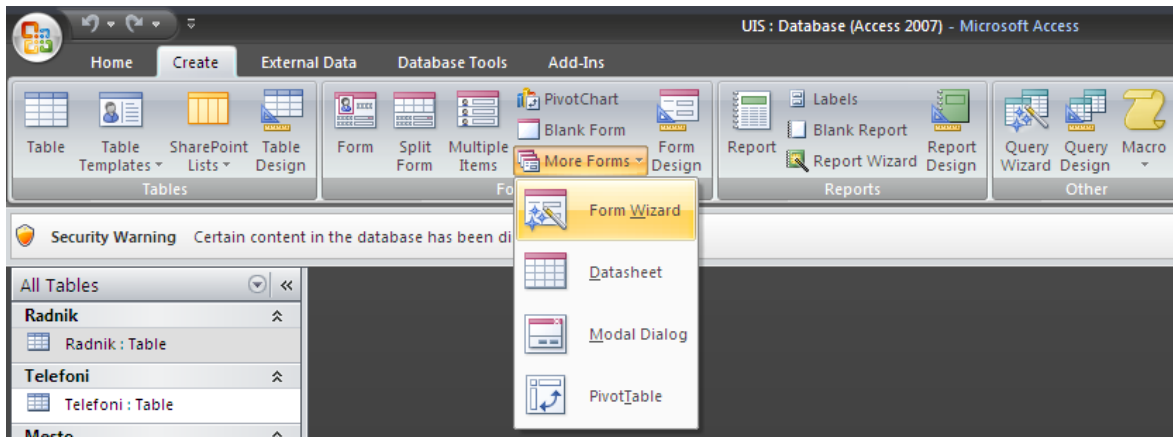 UIS : Database (Access 2007) - Microsoft Access
Home Create External Data Database Tools Add-Ins
Table
Table Templates
SharePoint Lists
Table Design
Tables
Form
Split Form
Multiple Items
PivotChart
Blank Form
More Forms
Form Design
Fo
Report
Labels
Blank Report
Report Wizard
Report Design
Reports
Query Wizard
Query Design
Macro
Other
Form Wizard
Datasheet
Modal Dialog
PivotTable
Security Warning Certain content in the database has been di
All Tables
Radnik
Radnik : Table
Telefoni
Telefoni : Table
Mesto